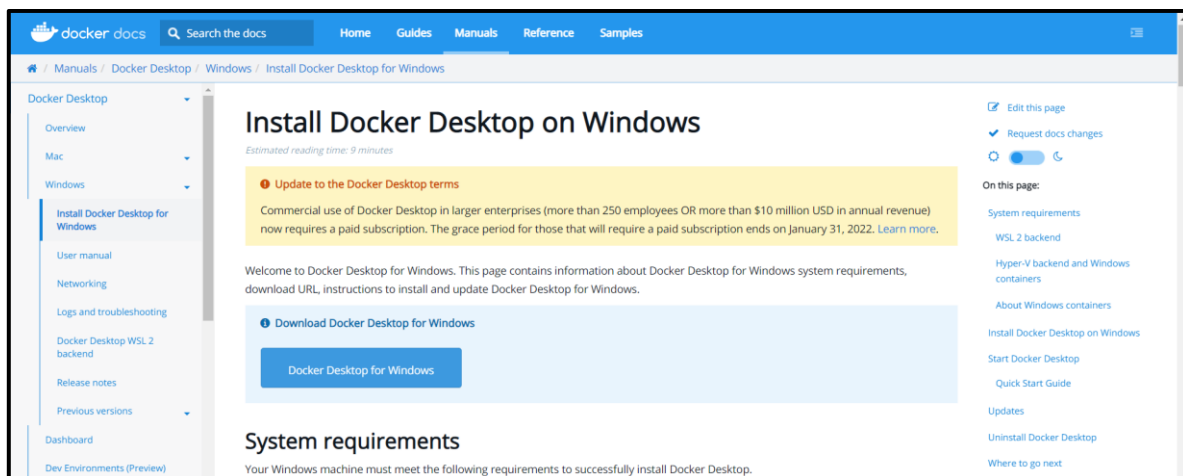 docker docs
Search the docs
Home
Guides
Manuals
Reference
Samples
/ Manuals / Docker Desktop / Windows / Install Docker Desktop for Windows
Docker Desktop
Overview
Mac
Windows
Install Docker Desktop for
Windows
User manual
Networking
Logs and troubleshooting
Docker Desktop WSL 2
backend
Release notes
Previous versions
Dashboard
Dev Environments (Preview)
Install Docker Desktop on Windows
Estimated reading time: 9 minutes
Update to the Docker Desktop terms
Commercial use of Docker Desktop in larger enterprises (more than 250 employees OR more than $10 million USD in annual revenue)
now requires a paid subscription. The grace period for those that will require a paid subscription ends on January 31, 2022. Learn more.
Welcome to Docker Desktop for Windows. This page contains information about Docker Desktop for Windows system requirements,
download URL, instructions to install and update Docker Desktop for Windows.
Download Docker Desktop for Windows
Docker Desktop for Windows
System requirements
Your Windows machine must meet the following requirements to successfully install Docker Desktop.
Edit this page
Request docs changes
On this page:
System requirements
WSL 2 backend
Hyper-V backend and Windows
containers
About Windows containers
Install Docker Desktop on Windows
Start Docker Desktop
Quick Start Guide
Updates
Uninstall Docker Desktop
Where to go next